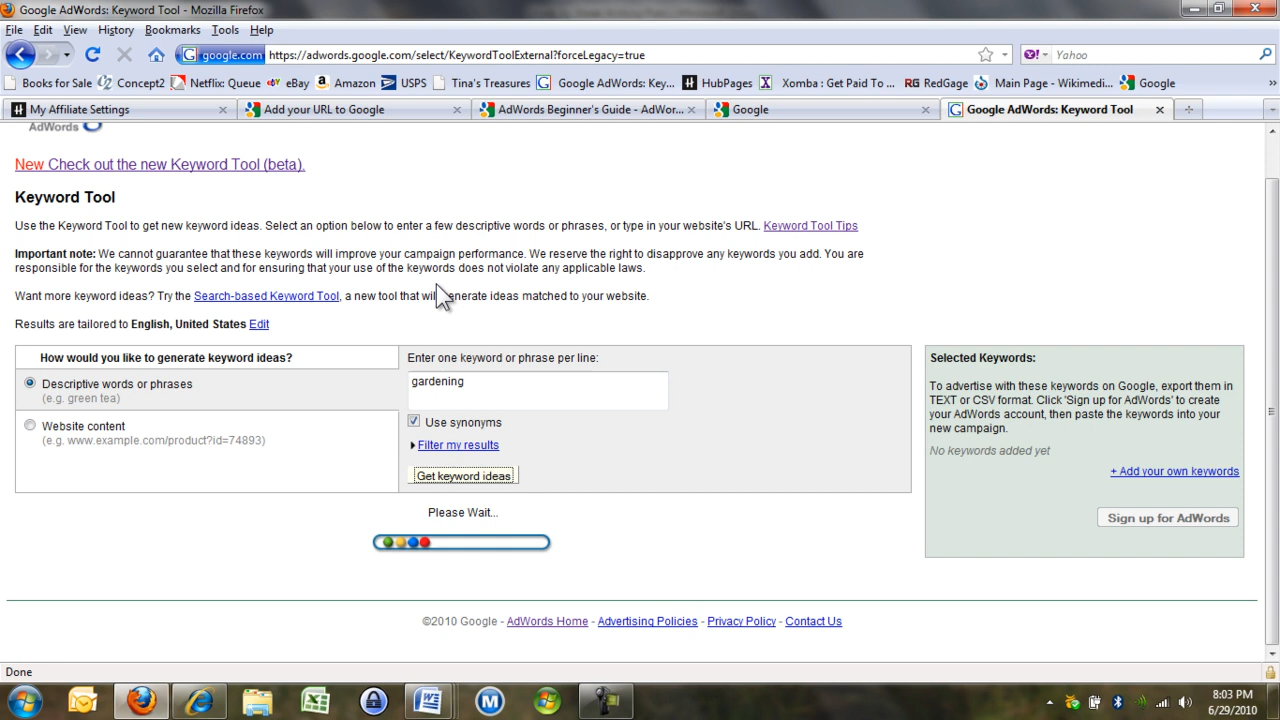 Google AdWords: Keyword Tool - Mozilla Firefox
File Edit View History Bookmarks Tools Help
google.com https://adwords.google.com/select/KeywordToolExternal?forceLegacy=true Yahoo
Books for Sale Concept2 Netflix: Queue eBay Amazon USPS Tina's Treasures Google AdWords: Key... HubPages Xomba : Get Paid To ... RedGage Main Page - Wikimedi... Google »
My Affiliate Settings Add your URL to Google AdWords Beginner's Guide - AdWor... Google Google AdWords: Keyword Tool
AdWords
New Check out the new Keyword Tool (beta).
Keyword Tool
Use the Keyword Tool to get new keyword ideas. Select an option below to enter a few descriptive words or phrases, or type in your website's URL. Keyword Tool Tips
Important note: We cannot guarantee that these keywords will improve your campaign performance. We reserve the right to disapprove any keywords you add. You are
responsible for the keywords you select and for ensuring that your use of the keywords does not violate any applicable laws.
Want more keyword ideas? Try the Search-based Keyword Tool, a new tool that will generate ideas matched to your website.
Results are tailored to English, United States Edit
How would you like to generate keyword ideas?
Descriptive words or phrases
(e.g. green tea)
Website content
(e.g. www.example.com/product?id=74893)
Enter one keyword or phrase per line:
gardening
Use synonyms
Filter my results
Get keyword ideas
Please Wait...
Selected Keywords:
To advertise with these keywords on Google, export them in
TEXT or CSV format. Click 'Sign up for AdWords' to create
your AdWords account, then paste the keywords into your
new campaign.
No keywords added yet
+ Add your own keywords
Sign up for AdWords
©2010 Google - AdWords Home - Advertising Policies - Privacy Policy - Contact Us
Done
8:03 PM
6/29/2010